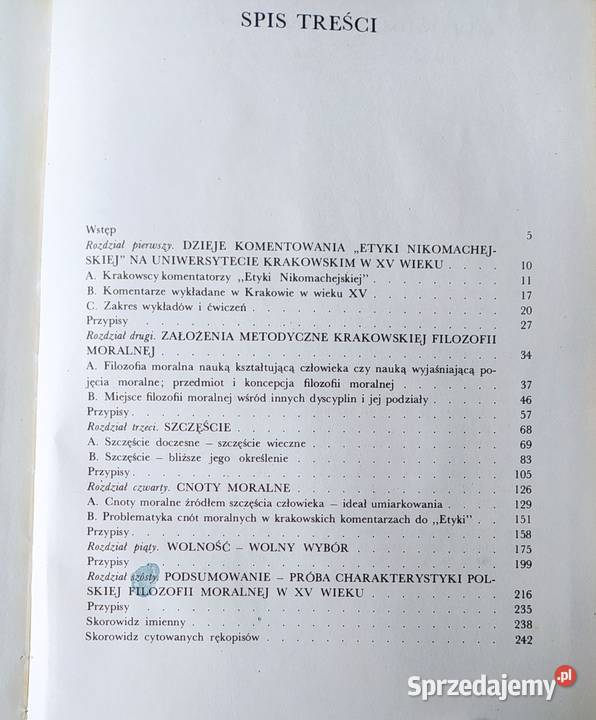 SPIS TREŚCI
Wstęp 5
Rozdział pierwszy. DZIEJE KOMENTOWANIA „ETYKI NIKOMACHEJ-
SKIEJ" NA UNIWERSYTECIE KRAKOWSKIM W XV WIEKU . . . . 10
A. Krakowscy komentatorzy „Etyki Nikomachejskiej" . . . . . . . 11
B. Komentarze wykładane w Krakowie w wieku XV . . . . . . . 17
C. Zakres wykładów i ćwiczeń . . . . . . . . . . . . . 20
Przypisy . . . . . . . . . . . . . . . . . . 27
Rozdział drugi. ZAŁOŻENIA METODYCZNE KRAKOWSKIEJ FILOZOFII
MORALNEJ . . . . . . . . . . . . . . . . . 34
A. Filozofia moralna nauką kształtującą człowieka czy nauką wyjaśniającą po-
jęcia moralne; przedmiot i koncepcja filozofii moralnej . . . . . . 37
B. Miejsce filozofii moralnej wśród innych dyscyplin i jej podziały . . . . 46
Przypisy . . . . . . . . . . . . . . . . . . 57
Rozdział trzeci. SZCZĘŚCIE . . . . . . . . . . . . . 68
A. Szczęście doczesne – szczęście wieczne . . . . . . . . . . 69
B. Szczęście – bliższe jego określenie . . . . . . . . . . . 83
Przypisy . . . . . . . . . . . . . . . . . . 105
Rozdział czwarty. CNOTY MORALNE . . . . . . . . . . . 126
A. Cnoty moralne źródłem szczęścia człowieka – ideał umiarkowania . . . . 129
B. Problematyka cnót moralnych w krakowskich komentarzach do „Etyki" . . 151
Przypisy . . . . . . . . . . . . . . . . . . 158
Rozdział piąty. WOLNOŚĆ – WOLNY WYBÓR . . . . . . . . 175
Przypisy . . . . . . . . . . . . . . . . . . 199
Rozdział szósty. PODSUMOWANIE – PRÓBA CHARAKTERYSTYKI POL-
SKIEJ FILOZOFII MORALNEJ W XV WIEKU . . . . . . . . 216
Przypisy . . . . . . . . . . . . . . . . . . 235
Skorowidz imienny . . . . . . . . . . . . . . . 238
Skorowidz cytowanych rękopisów . . . . . . . . . . . . 242
Sprzedajemy.pl